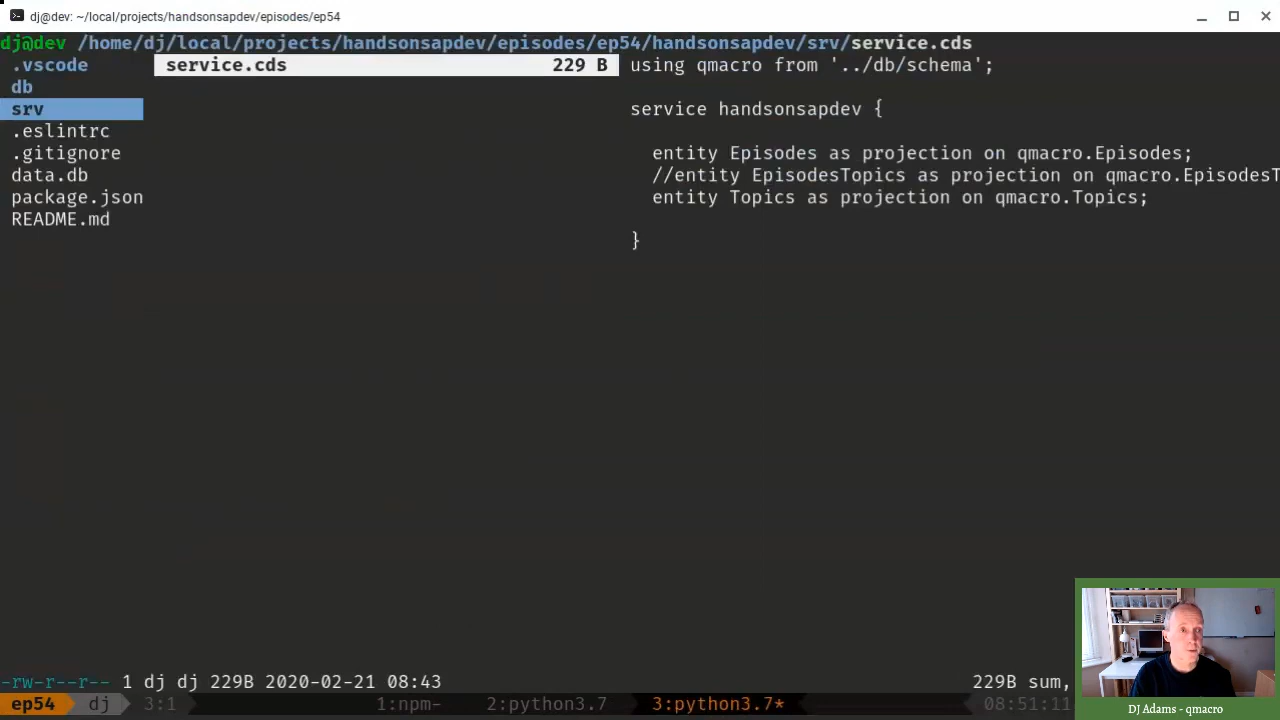 dj@dev: ~/local/projects/handsonsapdev/episodes/ep54
dj@dev /home/dj/local/projects/handsonsapdev/episodes/ep54/handsonsapdev/srv/service.cds
.vscode
db
srv
.eslintrc
.gitignore
data.db
package.json
README.md
service.cds 229 B
using qmacro from '../db/schema';
service handsonsapdev {
entity Episodes as projection on qmacro.Episodes;
//entity EpisodesTopics as projection on qmacro.EpisodesT
entity Topics as projection on qmacro.Topics;
}
-rw-r--r-- 1 dj dj 229B 2020-02-21 08:43 229B sum,
ep54 dj 3:1 1:npm- 2:python3.7 3:python3.7* 08:51:11
DJ Adams - qmacro